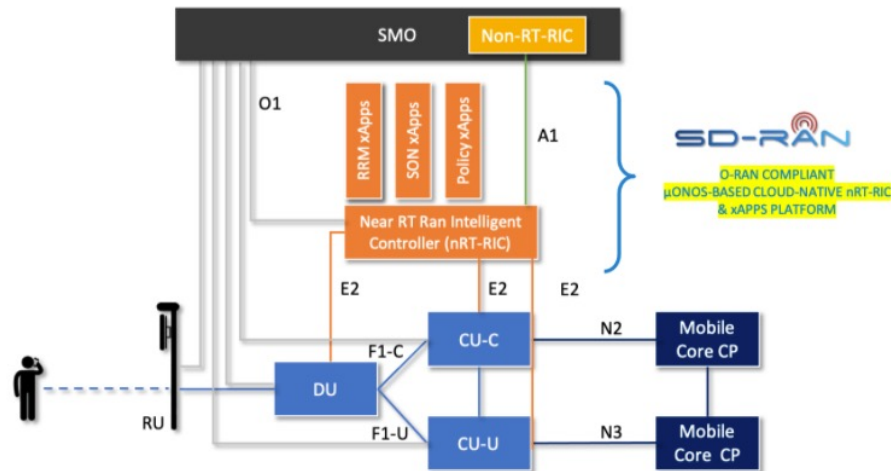 SMO
Non-RT-RIC
O1
RRM xApps
SON xApps
Policy xApps
A1
SD-RAN
O-RAN COMPLIANT
µONOS-BASED CLOUD-NATIVE nRT-RIC
& xAPPS PLATFORM
Near RT Ran Intelligent
Controller (nRT-RIC)
E2
E2
E2
F1-C
CU-C
N2
Mobile
Core CP
DU
RU
F1-U
CU-U
N3
Mobile
Core CP